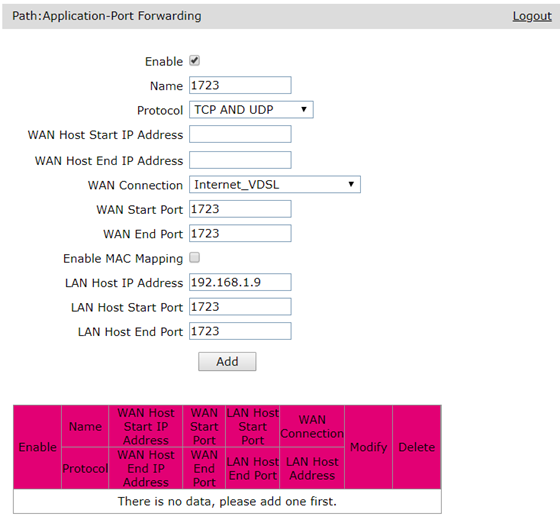 Path:Application-Port Forwarding Logout
Enable
Name 1723
Protocol TCP AND UDP
WAN Host Start IP Address
WAN Host End IP Address
WAN Connection Internet_VDSL
WAN Start Port 1723
WAN End Port 1723
Enable MAC Mapping
LAN Host IP Address 192.168.1.9
LAN Host Start Port 1723
LAN Host End Port 1723
Add
Enable
Name
WAN Host
Start IP
Address
WAN
Start
Port
LAN Host
Start
Port
WAN
Connection
Modify
Delete
Protocol
WAN Host
End IP
Address
WAN
End
Port
LAN Host
End Port
LAN Host
Address
There is no data, please add one first.